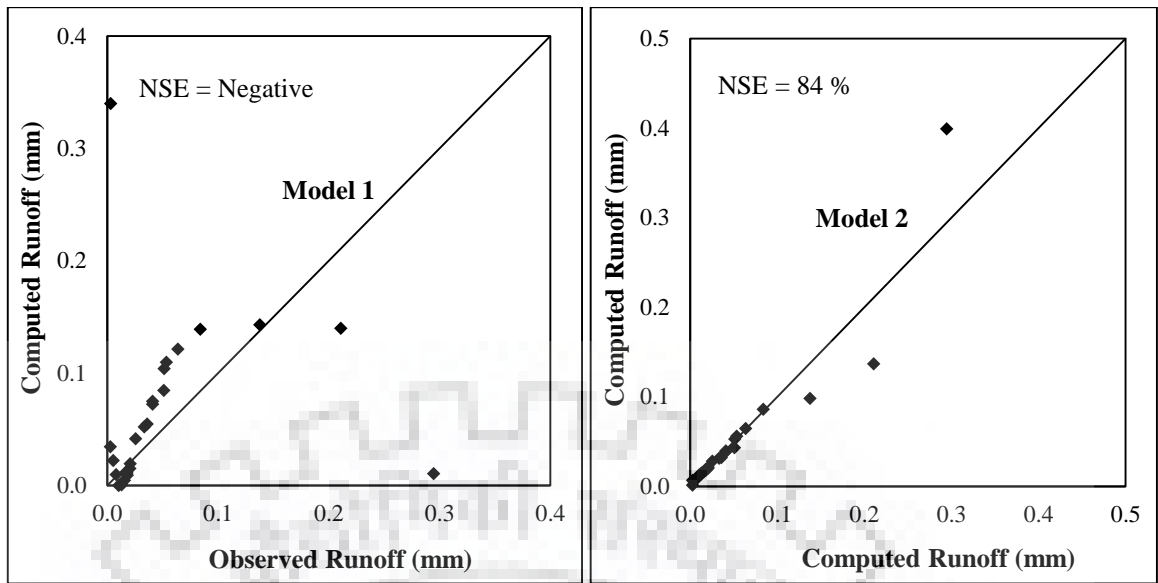 0.4
NSE = Negative
0.3
Model 1
0.2
0.1
0.0
Computed Runoff (mm)
0.0 0.1 0.2 0.3 0.4
Observed Runoff (mm)
0.5
NSE = 84 %
0.4
0.3
Model 2
0.2
0.1
0.0
Computed Runoff (mm)
0.0 0.1 0.2 0.3 0.5
Computed Runoff (mm)